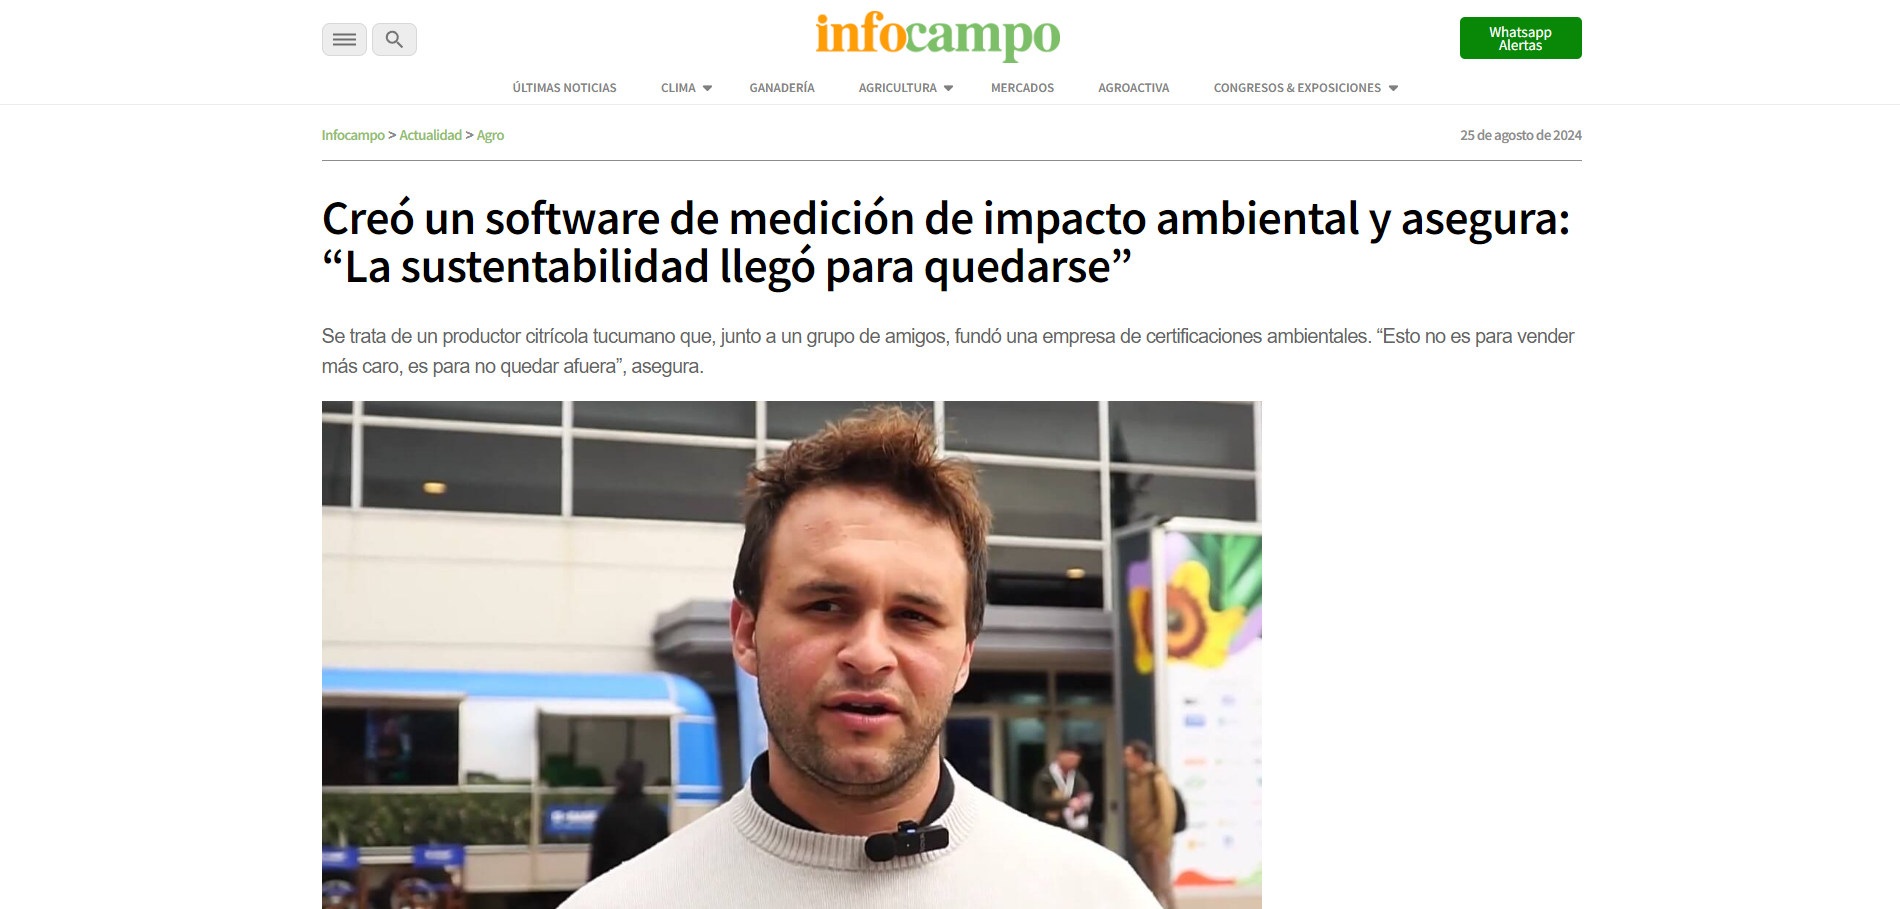 infocampo
Whatsapp
Alertas
ÚLTIMAS NOTICIAS CLIMA GANADERÍA AGRICULTURA MERCADOS AGROACTIVA CONGRESOS & EXPOSICIONES
Infocampo > Actualidad > Agro 25 de agosto de 2024
Creó un software de medición de impacto ambiental y asegura:
“La sustentabilidad llegó para quedarse”
Se trata de un productor citrícola tucumano que, junto a un grupo de amigos, fundó una empresa de certificaciones ambientales. “Esto no es para vender
más caro, es para no quedar afuera”, asegura.